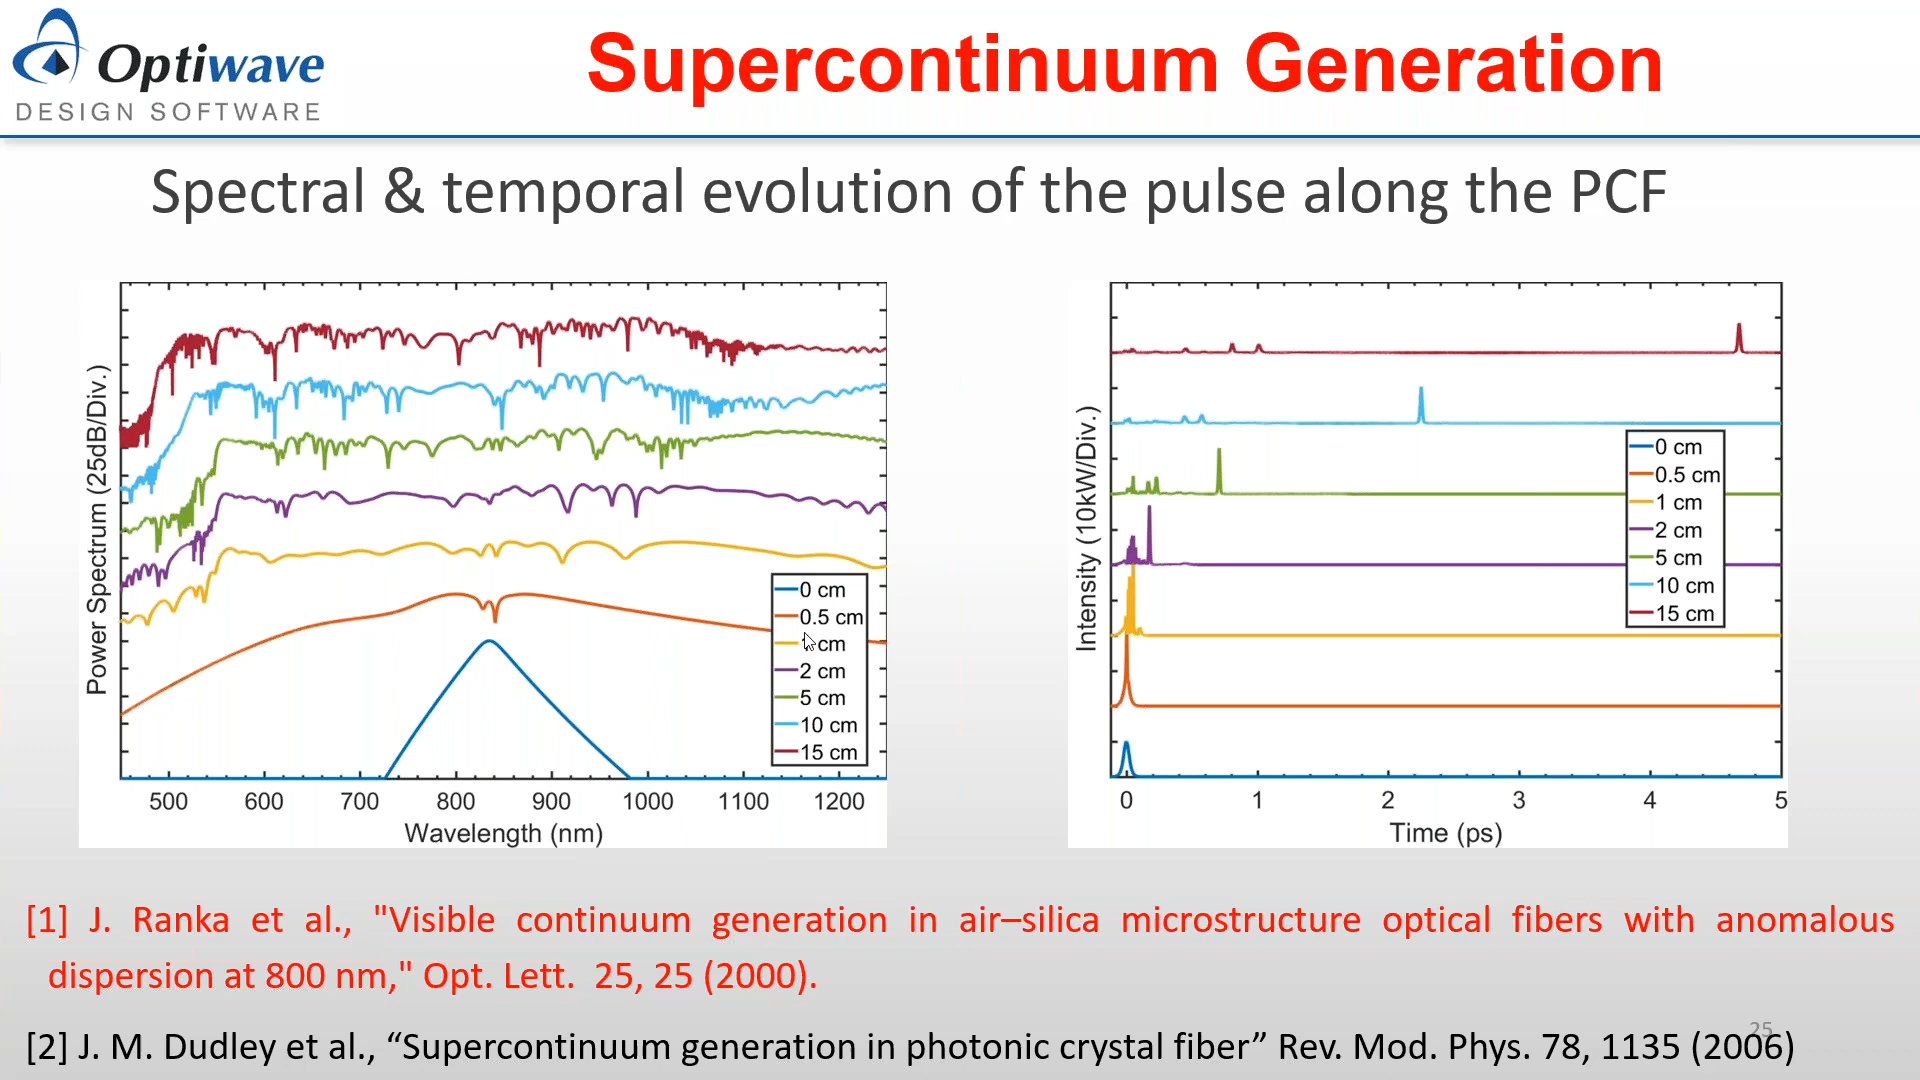 Optiwave
DESIGN SOFTWARE
Supercontinuum Generation
Spectral & temporal evolution of the pulse along the PCF
Power Spectrum (25dB/Div.)
0 cm
0.5 cm
cm
2 cm
5 cm
10 cm
15 cm
500 600 700 800 900 1000 1100 1200
Wavelength (nm)
Intensity (10kW/Div.)
0 cm
0.5 cm
1 cm
2 cm
5 cm
10 cm
15 cm
0 1 2 3 4 5
Time (ps)
[1] J. Ranka et al., "Visible continuum generation in air–silica microstructure optical fibers with anomalous
dispersion at 800 nm," Opt. Lett. 25, 25 (2000).
25
[2] J. M. Dudley et al., “Supercontinuum generation in photonic crystal fiber” Rev. Mod. Phys. 78, 1135 (2006)